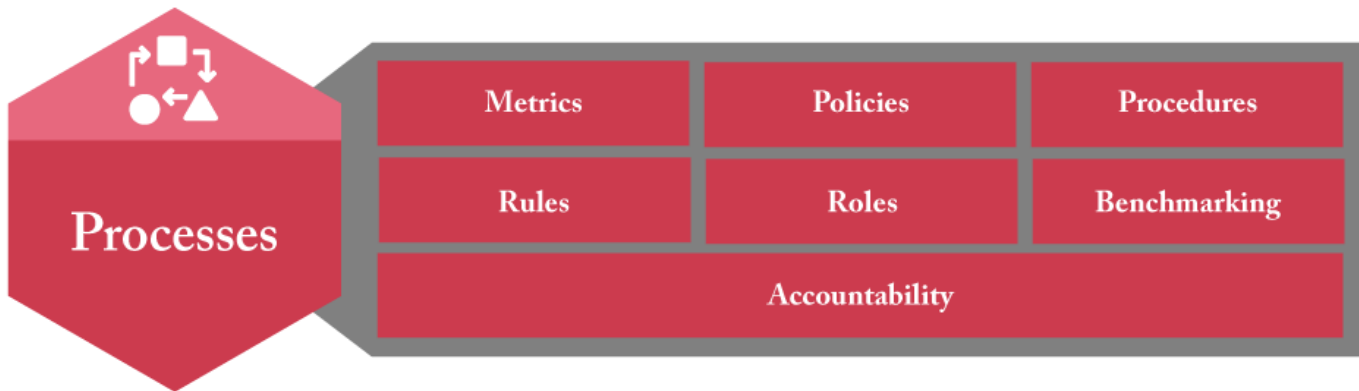 Processes
Metrics
Policies
Procedures
Rules
Roles
Benchmarking
Accountability